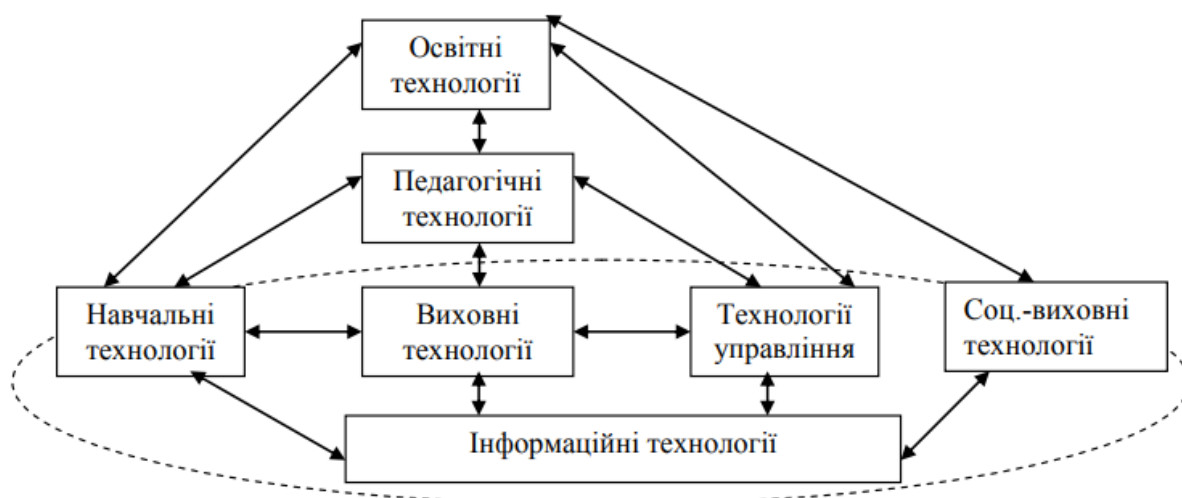 Освітні
технології
Педагогічні
технології
Навчальні
технології
Виховні
технології
Технології
управління
Соц.-виховні
технології
Інформаційні технології